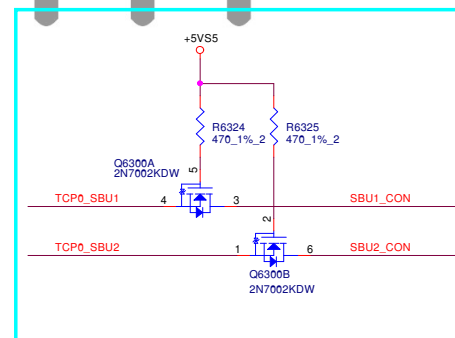 +5VS5
R6324
470_1%_2
R6325
470_1%_2
Q6300A
2N7002KDW
5
TCP0_SBU1
4
3
SBU1_CON
2
TCP0_SBU2
1
6
SBU2_CON
Q6300B
2N7002KDW